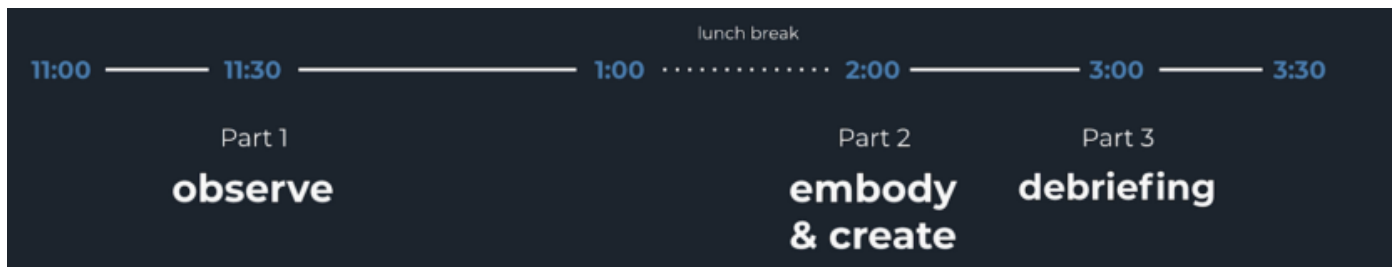 lunch break
11:00 11:30 1:00 2:00 3:00 3:30
Part 1 Part 2 Part 3
observe embody debriefing
& create